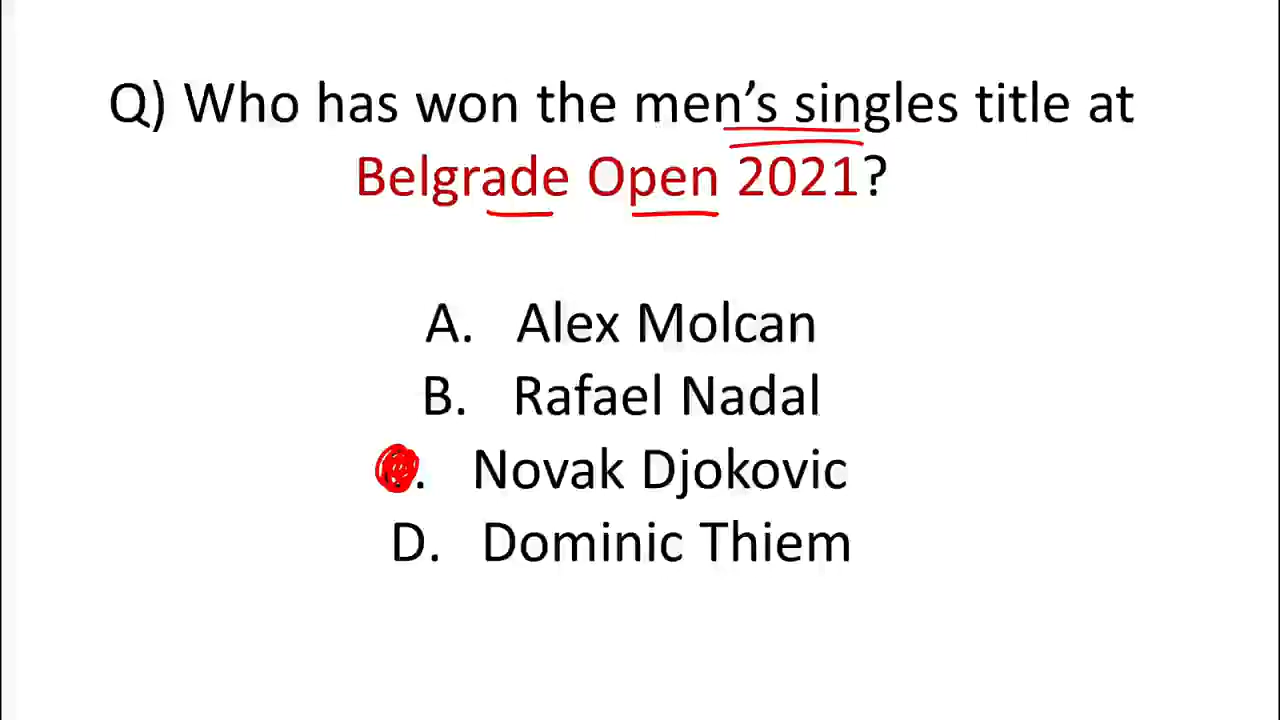 Q) Who has won the men's singles title at
Belgrade Open 2021?
A. Alex Molcan
B. Rafael Nadal
. Novak Djokovic
D. Dominic Thiem